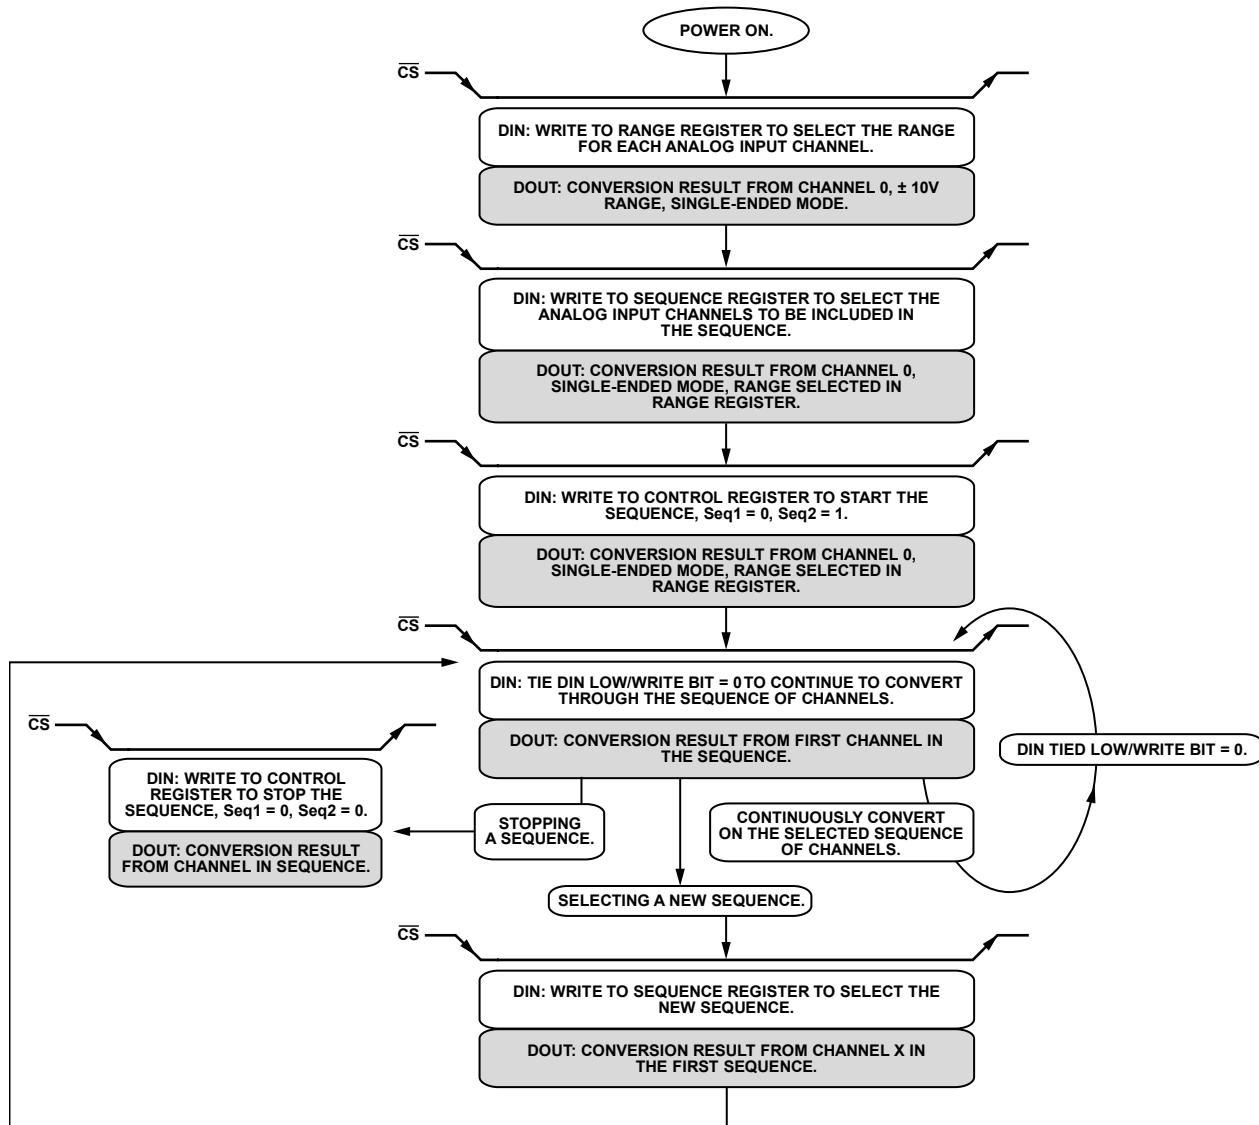 POWER ON.
CS
DIN: WRITE TO RANGE REGISTER TO SELECT THE RANGE
FOR EACH ANALOG INPUT CHANNEL.
DOUT: CONVERSION RESULT FROM CHANNEL 0, ± 10V
RANGE, SINGLE-ENDED MODE.
CS
DIN: WRITE TO SEQUENCE REGISTER TO SELECT THE
ANALOG INPUT CHANNELS TO BE INCLUDED IN
THE SEQUENCE.
DOUT: CONVERSION RESULT FROM CHANNEL 0,
SINGLE-ENDED MODE, RANGE SELECTED IN
RANGE REGISTER.
CS
DIN: WRITE TO CONTROL REGISTER TO START THE
SEQUENCE, Seq1 = 0, Seq2 = 1.
DOUT: CONVERSION RESULT FROM CHANNEL 0,
SINGLE-ENDED MODE, RANGE SELECTED IN
RANGE REGISTER.
CS
DIN: TIE DIN LOW/WRITE BIT = 0 TO CONTINUE TO CONVERT
THROUGH THE SEQUENCE OF CHANNELS.
DOUT: CONVERSION RESULT FROM FIRST CHANNEL IN
THE SEQUENCE.
DIN TIED LOW/WRITE BIT = 0.
CS
DIN: WRITE TO CONTROL
REGISTER TO STOP THE
SEQUENCE, Seq1 = 0, Seq2 = 0.
DOUT: CONVERSION RESULT
FROM CHANNEL IN SEQUENCE.
STOPPING
A SEQUENCE.
CONTINUOUSLY CONVERT
ON THE SELECTED SEQUENCE
OF CHANNELS.
SELECTING A NEW SEQUENCE.
CS
DIN: WRITE TO SEQUENCE REGISTER TO SELECT THE
NEW SEQUENCE.
DOUT: CONVERSION RESULT FROM CHANNEL X IN
THE FIRST SEQUENCE.